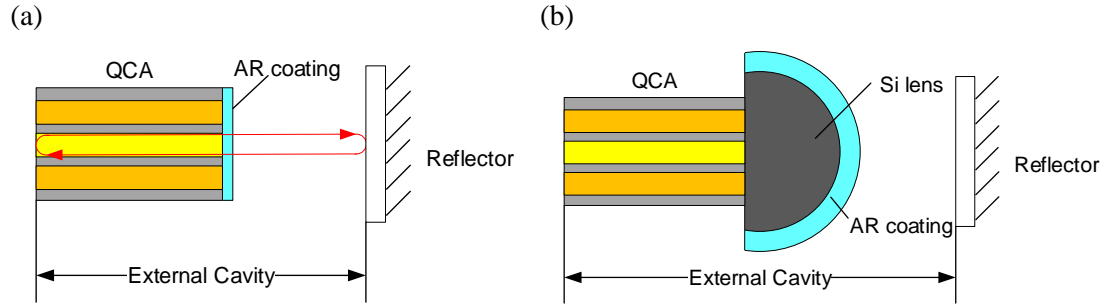 (a)
QCA
AR coating
Reflector
External Cavity
(b)
QCA
Si lens
Reflector
AR coating
External Cavity